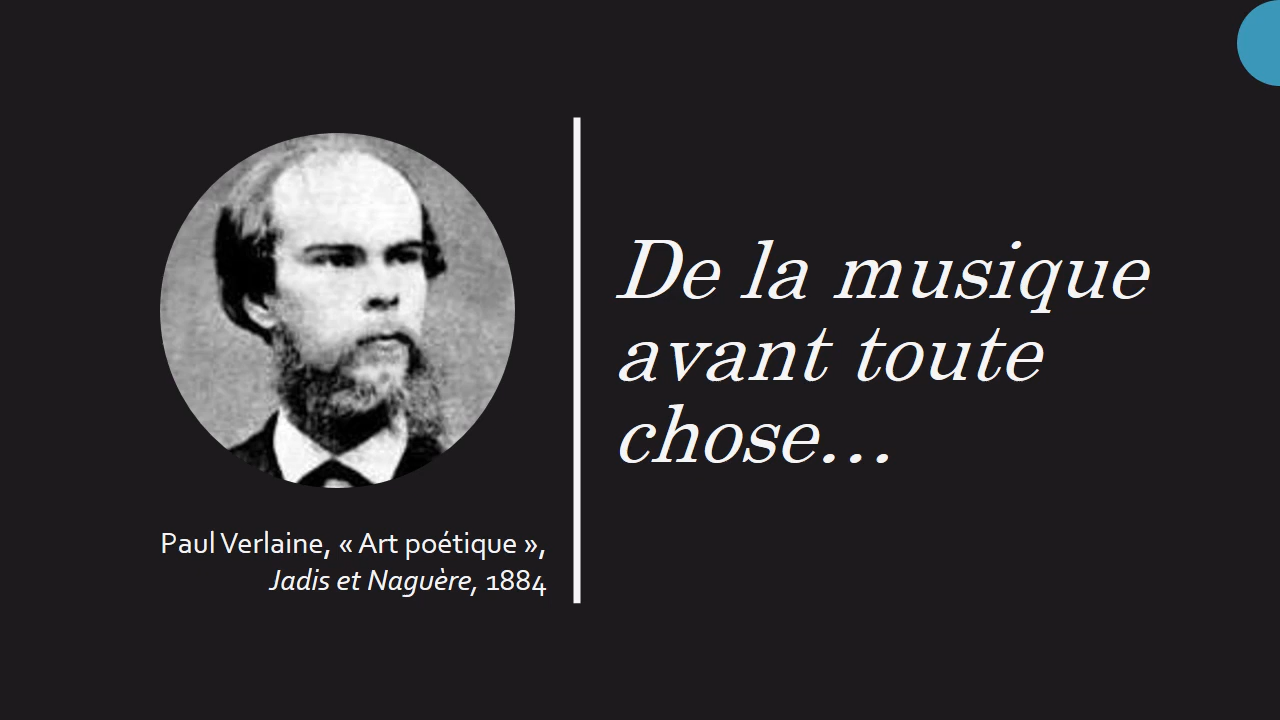 De la musique
avant toute
chose…
Paul Verlaine, « Art poétique »,
Jadis et Naguère, 1884